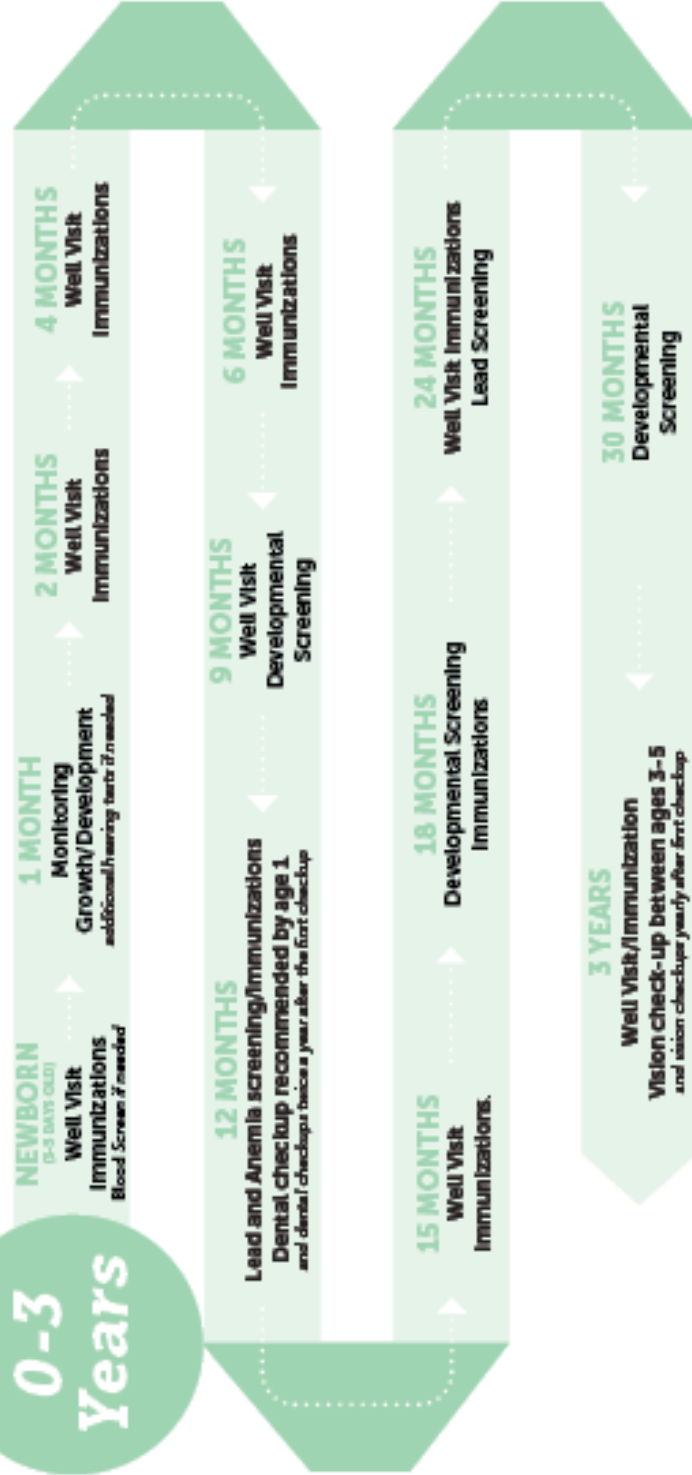 0-3
Years
NEWBORN
(3-5 DAYS OLD)
Well Visit
Immunizations
Blood Screen if needed
1 MONTH
Monitoring
Growth/Development
additional hearing tests if needed
2 MONTHS
Well Visit
Immunizations
4 MONTHS
Well Visit
Immunizations
6 MONTHS
Well Visit
Immunizations
9 MONTHS
Well Visit
Developmental
Screening
12 MONTHS
Lead and Anemia screening/Immunizations
Dental checkup recommended by age 1
and dental checkups twice a year after the first checkup
15 MONTHS
Well Visit
Immunizations.
18 MONTHS
Developmental Screening
Immunizations
24 MONTHS
Well Visit Immunizations
Lead Screening
30 MONTHS
Developmental
Screening
3 YEARS
Well Visit/Immunization
Vision check-up between ages 3-5
and vision checkups yearly after first checkup